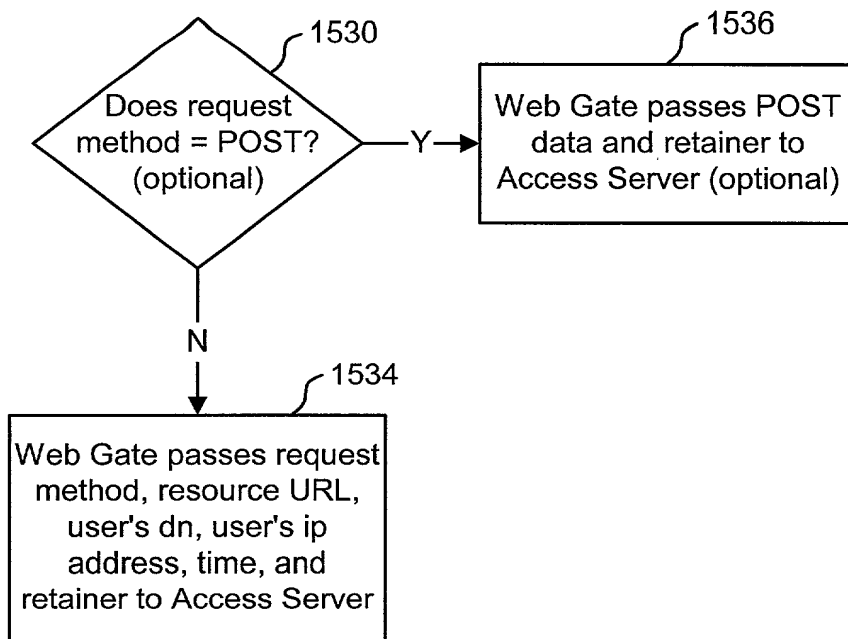 1530
Does request
method = POST?
(optional)
Y
1536
Web Gate passes POST
data and retainer to
Access Server (optional)
N
1534
Web Gate passes request
method, resource URL,
user's dn, user's ip
address, time, and
retainer to Access Server